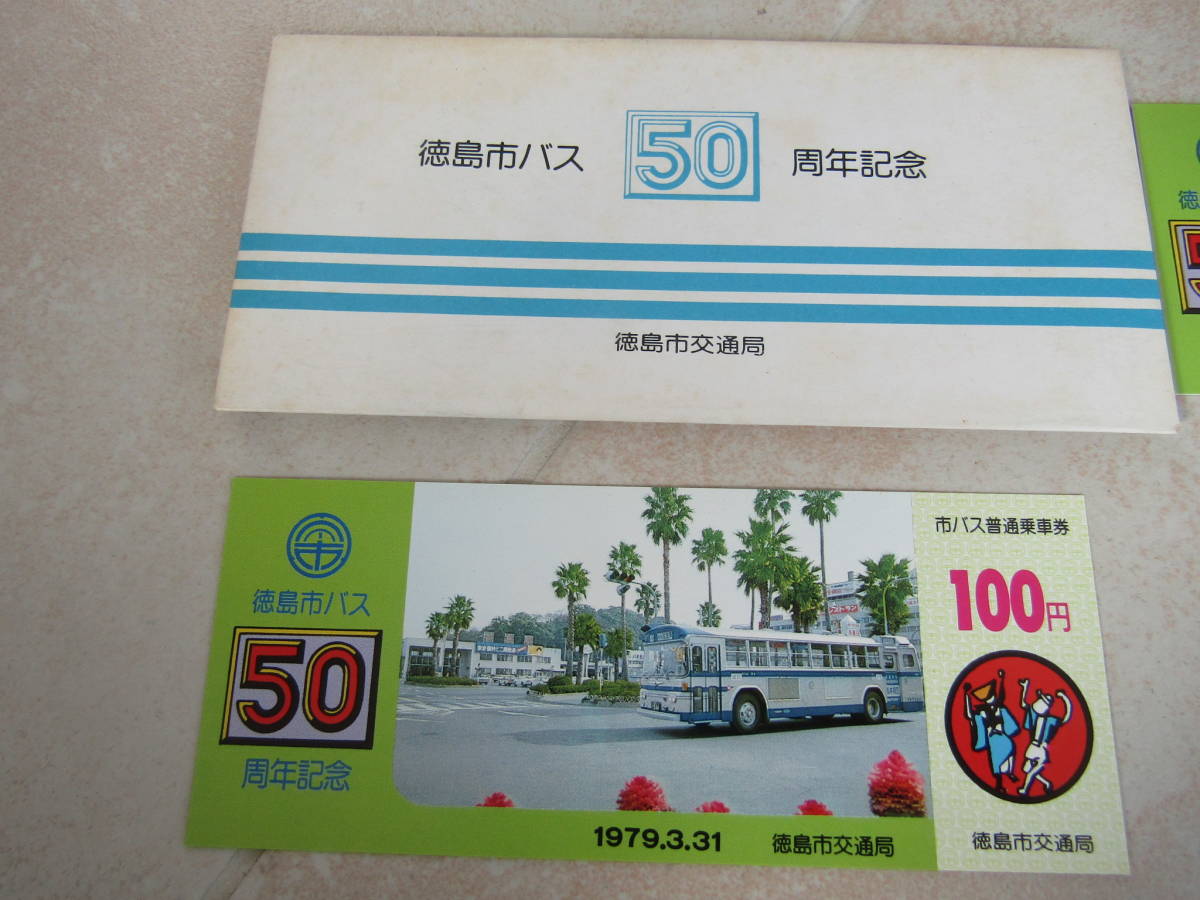 徳島市バス 50 周年記念
徳島市交通局
徳島市バス
50
周年記念
1979.3.31 徳島市交通局
市バス普通乗車券
100円
徳島市交通局
徳